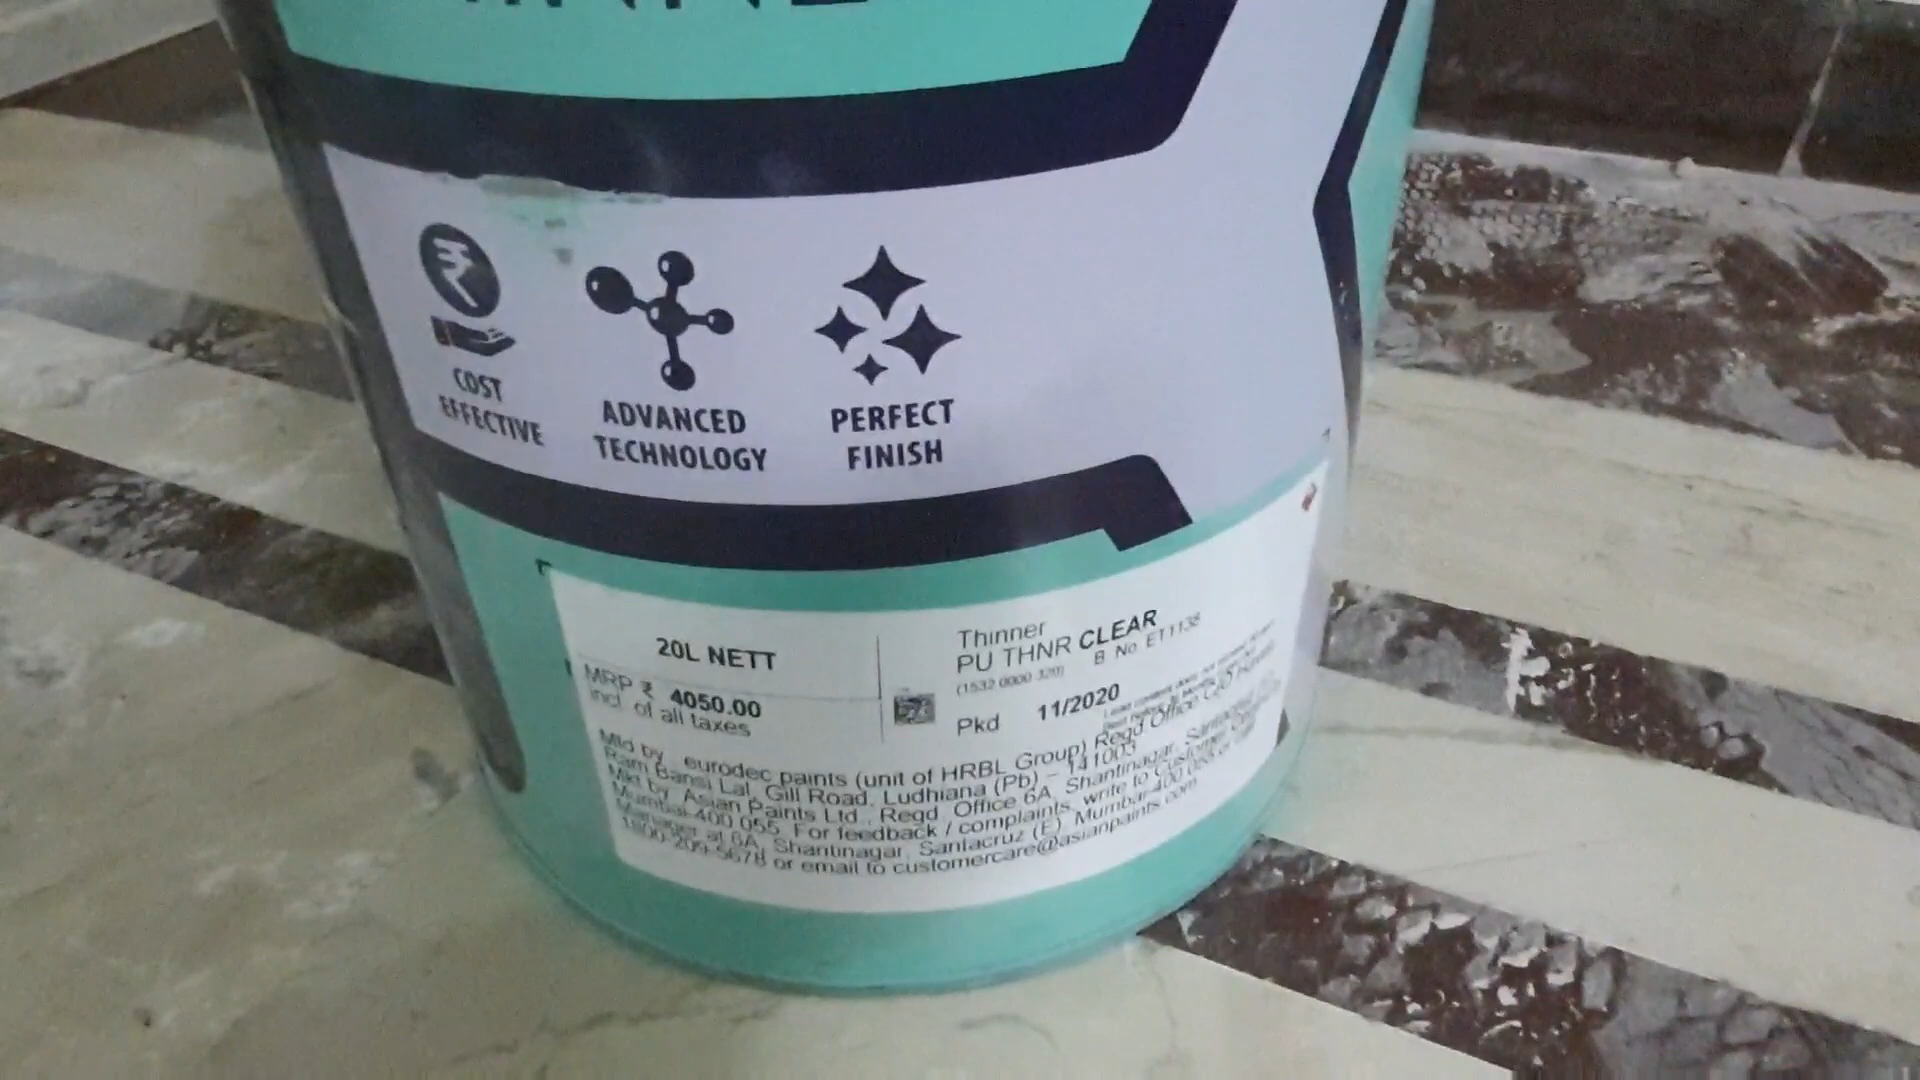 COST
EFFECTIVE
ADVANCED
TECHNOLOGY
PERFECT
FINISH
20L NETT
MRP ₹ 4050.00
incl. of all taxes
Thinner
PU THNR CLEAR
(1532 0000 320) B No ET1138
Pkd 11/2020
Mfd by eurodec paints (unit of HRBL Group) Regd Office C/O
Ram Bansi Lal, Gill Road, Ludhiana (Pb) – 141003
Mkt by Asian Paints Ltd., Regd Office 6A, Shantinagar, Santacruz
Mumbai-400 055. For feedback / complaints, write to Customer
Manager at 6A, Shantinagar, Santacruz (E), Mumbai-400 055
1800-209-5678 or email to customercare@asianpaints.com